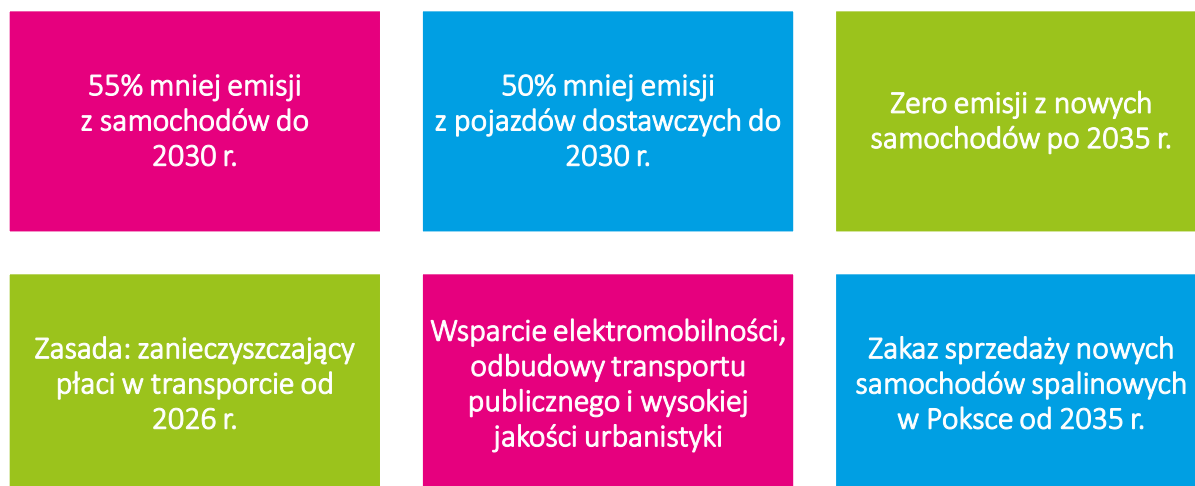 55% mniej emisji
z samochodów do
2030 r.
50% mniej emisji
z pojazdów dostawczych do
2030 r.
Zero emisji z nowych
samochodów po 2035 r.
Zasada: zanieczyszczający
płaci w transporcie od
2026 r.
Wsparcie elektromobilności,
odbudowy transportu
publicznego i wysokiej
jakości urbanistyki
Zakaz sprzedaży nowych
samochodów spalinowych
w Poksce od 2035 r.